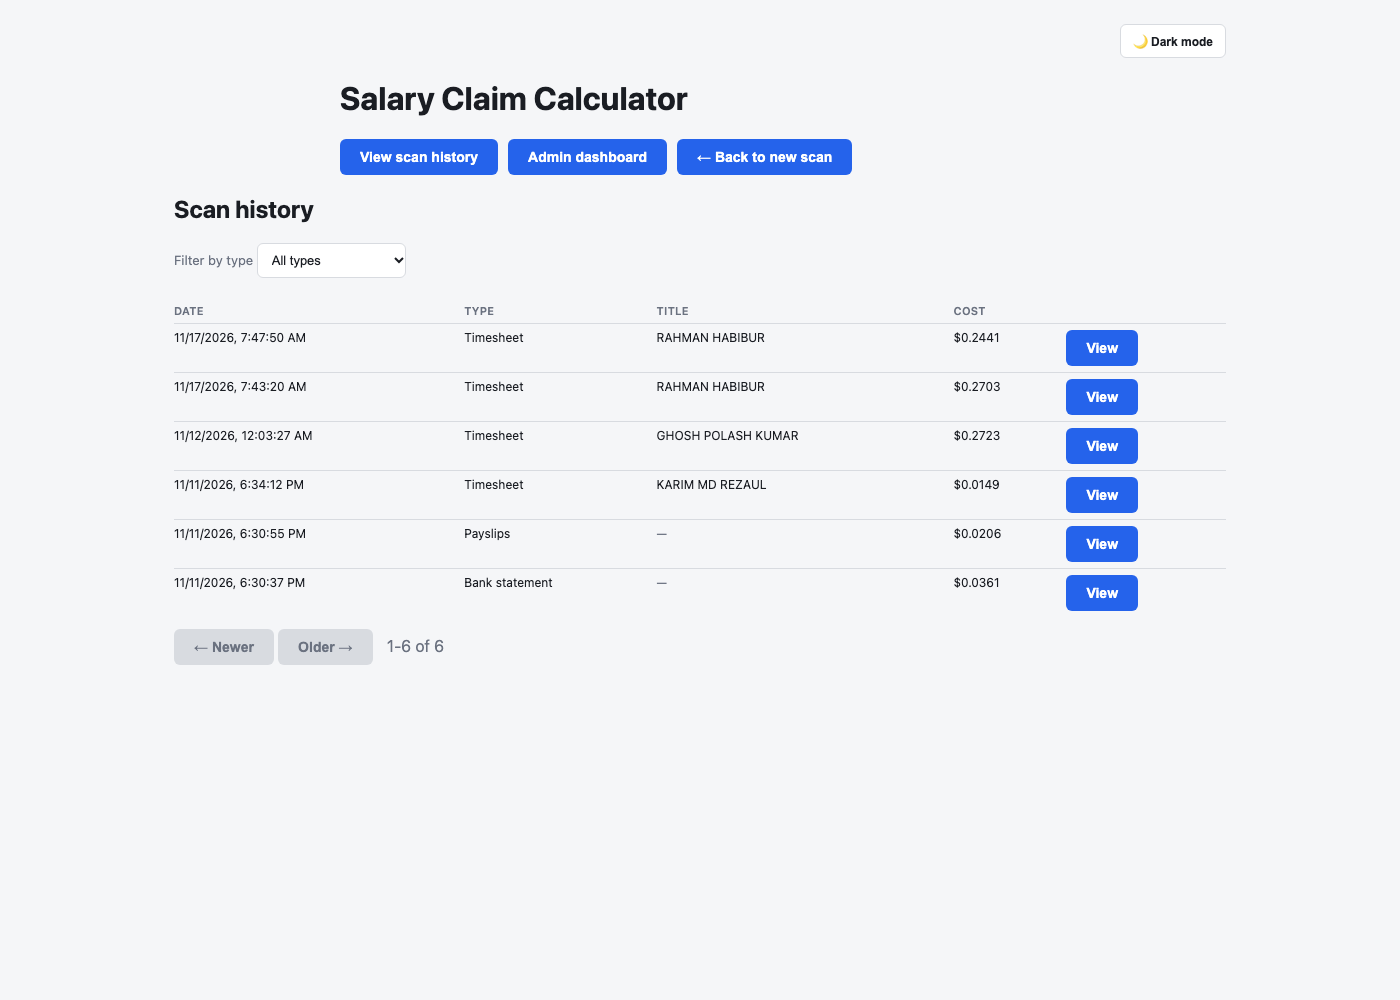 🌙 Dark mode
Salary Claim Calculator
View scan history Admin dashboard ← Back to new scan
Scan history
Filter by type All types
DATE TYPE TITLE COST
11/17/2026, 7:47:50 AM Timesheet RAHMAN HABIBUR $0.2441 View
11/17/2026, 7:43:20 AM Timesheet RAHMAN HABIBUR $0.2703 View
11/12/2026, 12:03:27 AM Timesheet GHOSH POLASH KUMAR $0.2723 View
11/11/2026, 6:34:12 PM Timesheet KARIM MD REZAUL $0.0149 View
11/11/2026, 6:30:55 PM Payslips — $0.0206 View
11/11/2026, 6:30:37 PM Bank statement — $0.0361 View
← Newer Older → 1-6 of 6